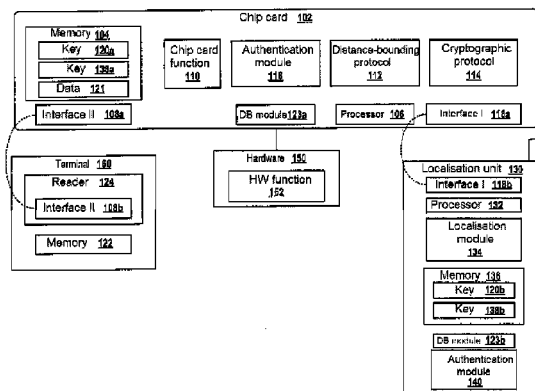 Chip card 102
Memory 104
Key 120a
Key 138a
Data 121
Chip card function 110
Authentication module 118
Distance-bounding protocol 112
Cryptographic protocol 114
Interface II 108a
DB module 123a
Processor 106
Interface I 116a
Terminal 160
Reader 124
Interface II 108b
Memory 122
Hardware 150
HW function 152
Localisation unit 130
Interface I 116b
Processor 132
Localisation module 134
Memory 136
Key 120b
Key 138b
DB module 123b
Authentication module 140